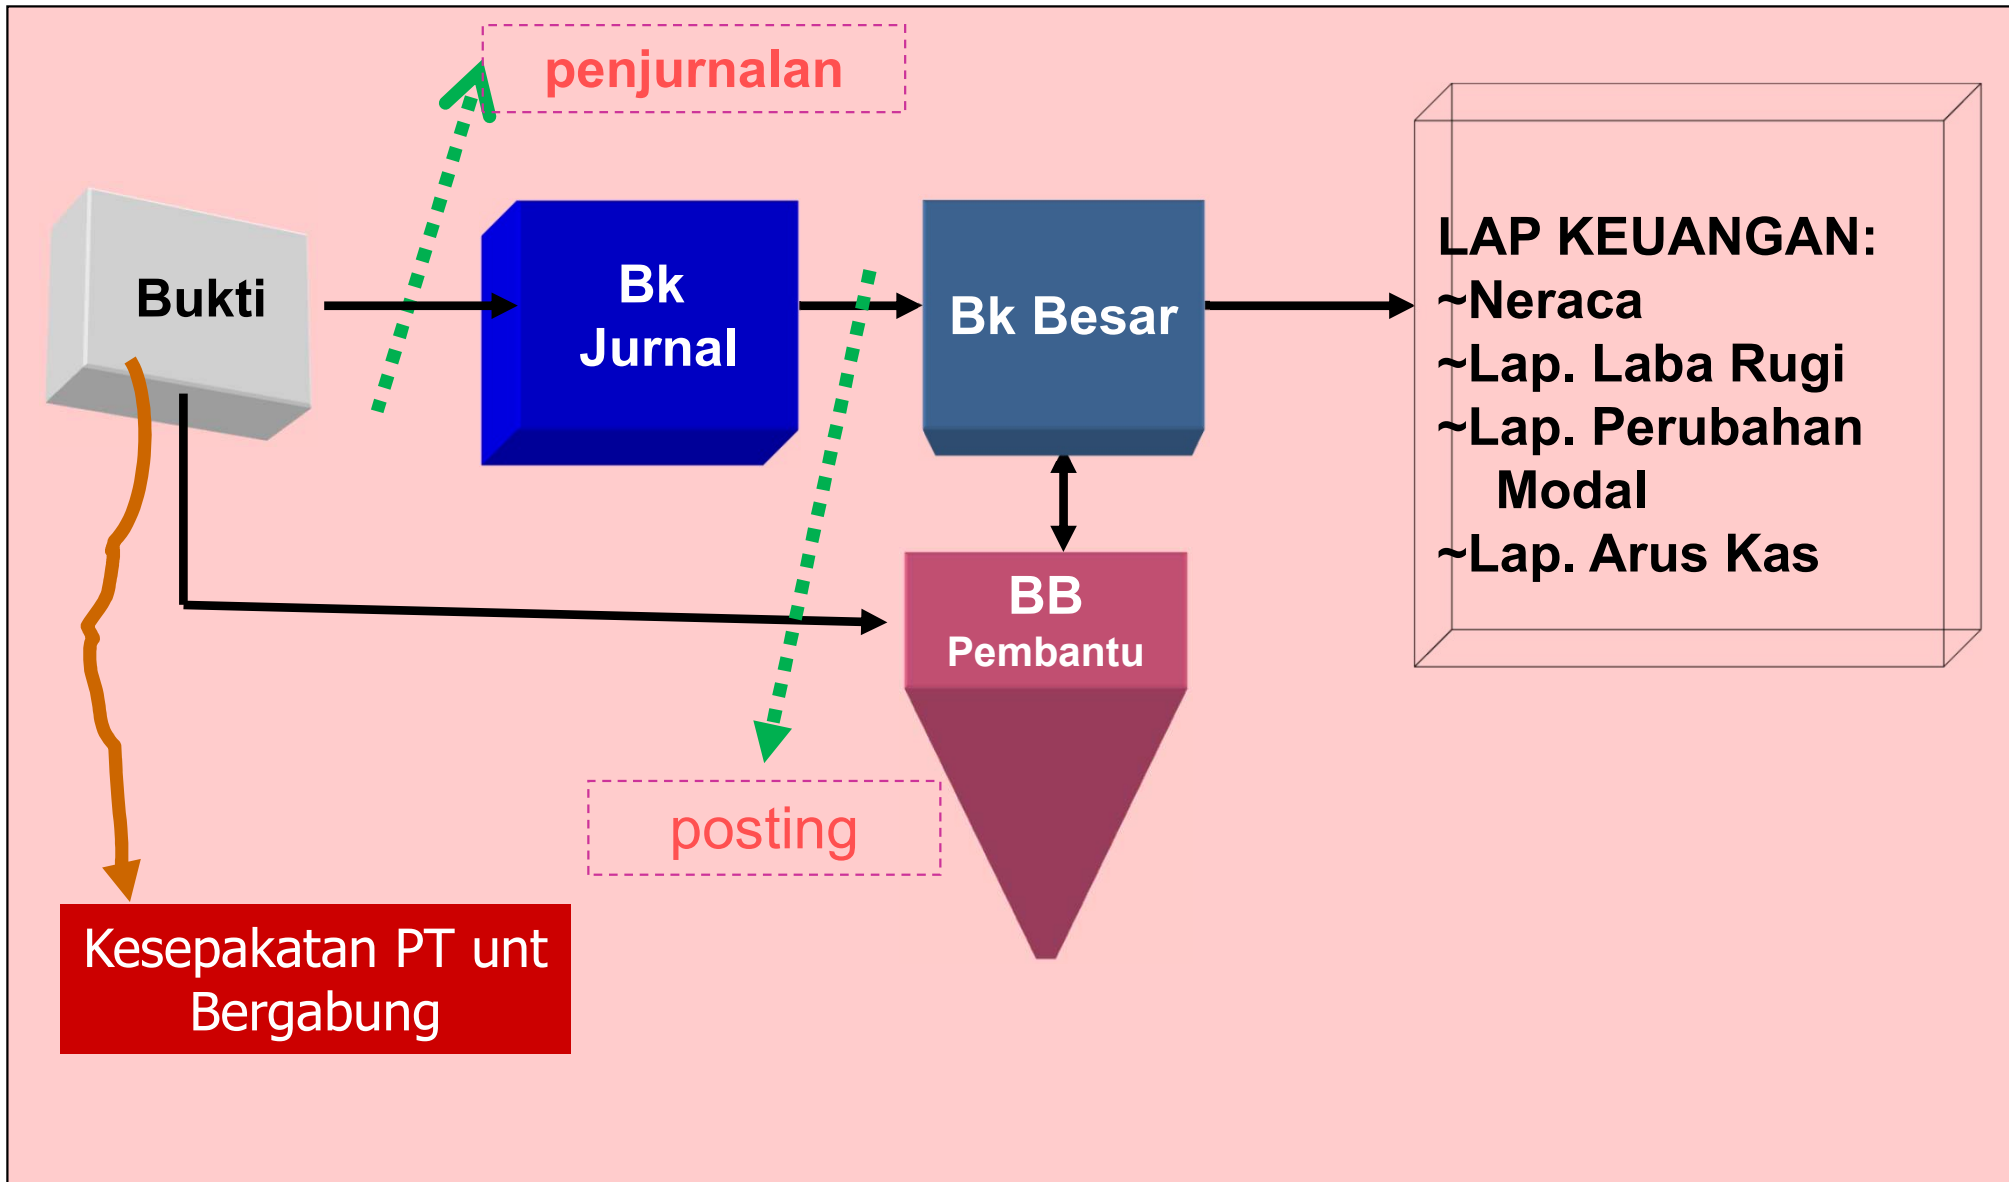 penjurnalan
Bukti
Bk
Jurnal
Bk Besar
LAP KEUANGAN:
~Neraca
~Lap. Laba Rugi
~Lap. Perubahan
Modal
~Lap. Arus Kas
BB
Pembantu
posting
Kesepakatan PT unt
Bergabung